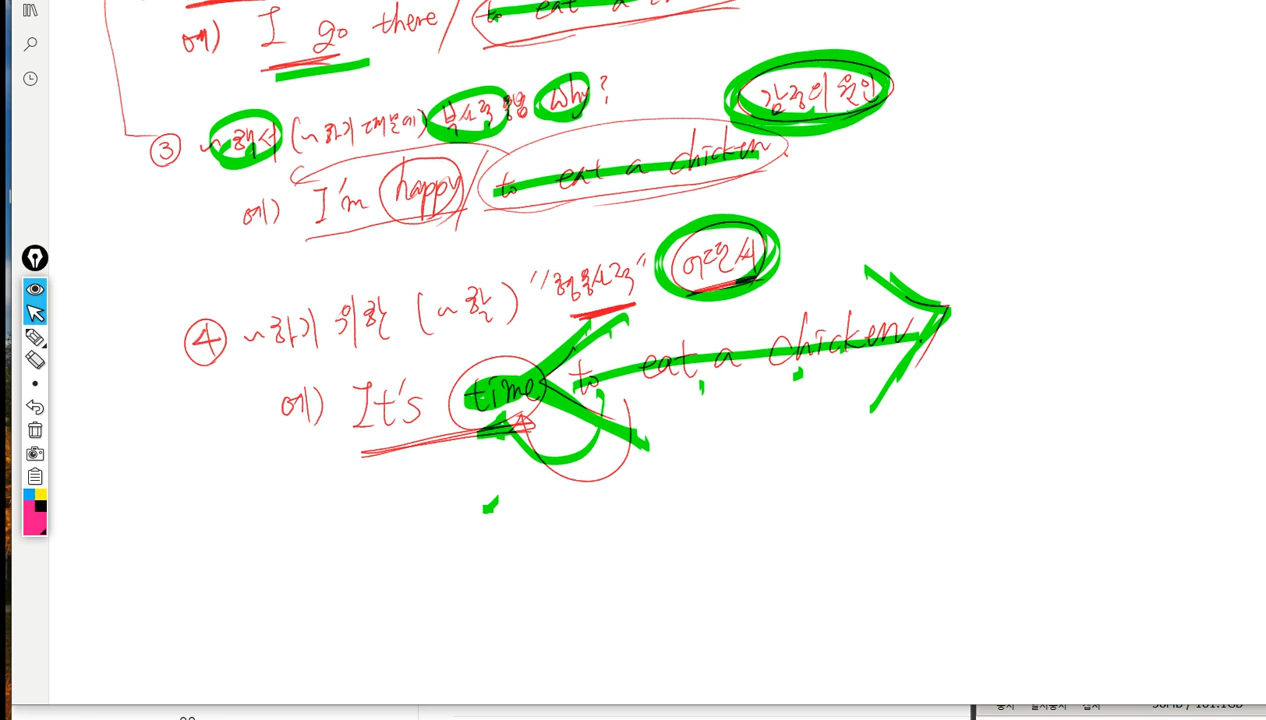 예) I go there / to eat a
③ ~해서 (~하기 때문에) 부사적용법 Why? 감정의 원인
예) I'm happy / to eat a chicken.
④ ~하기 위한 (~할) "형용사적" 어떤 N
예) It's time to eat a chicken.